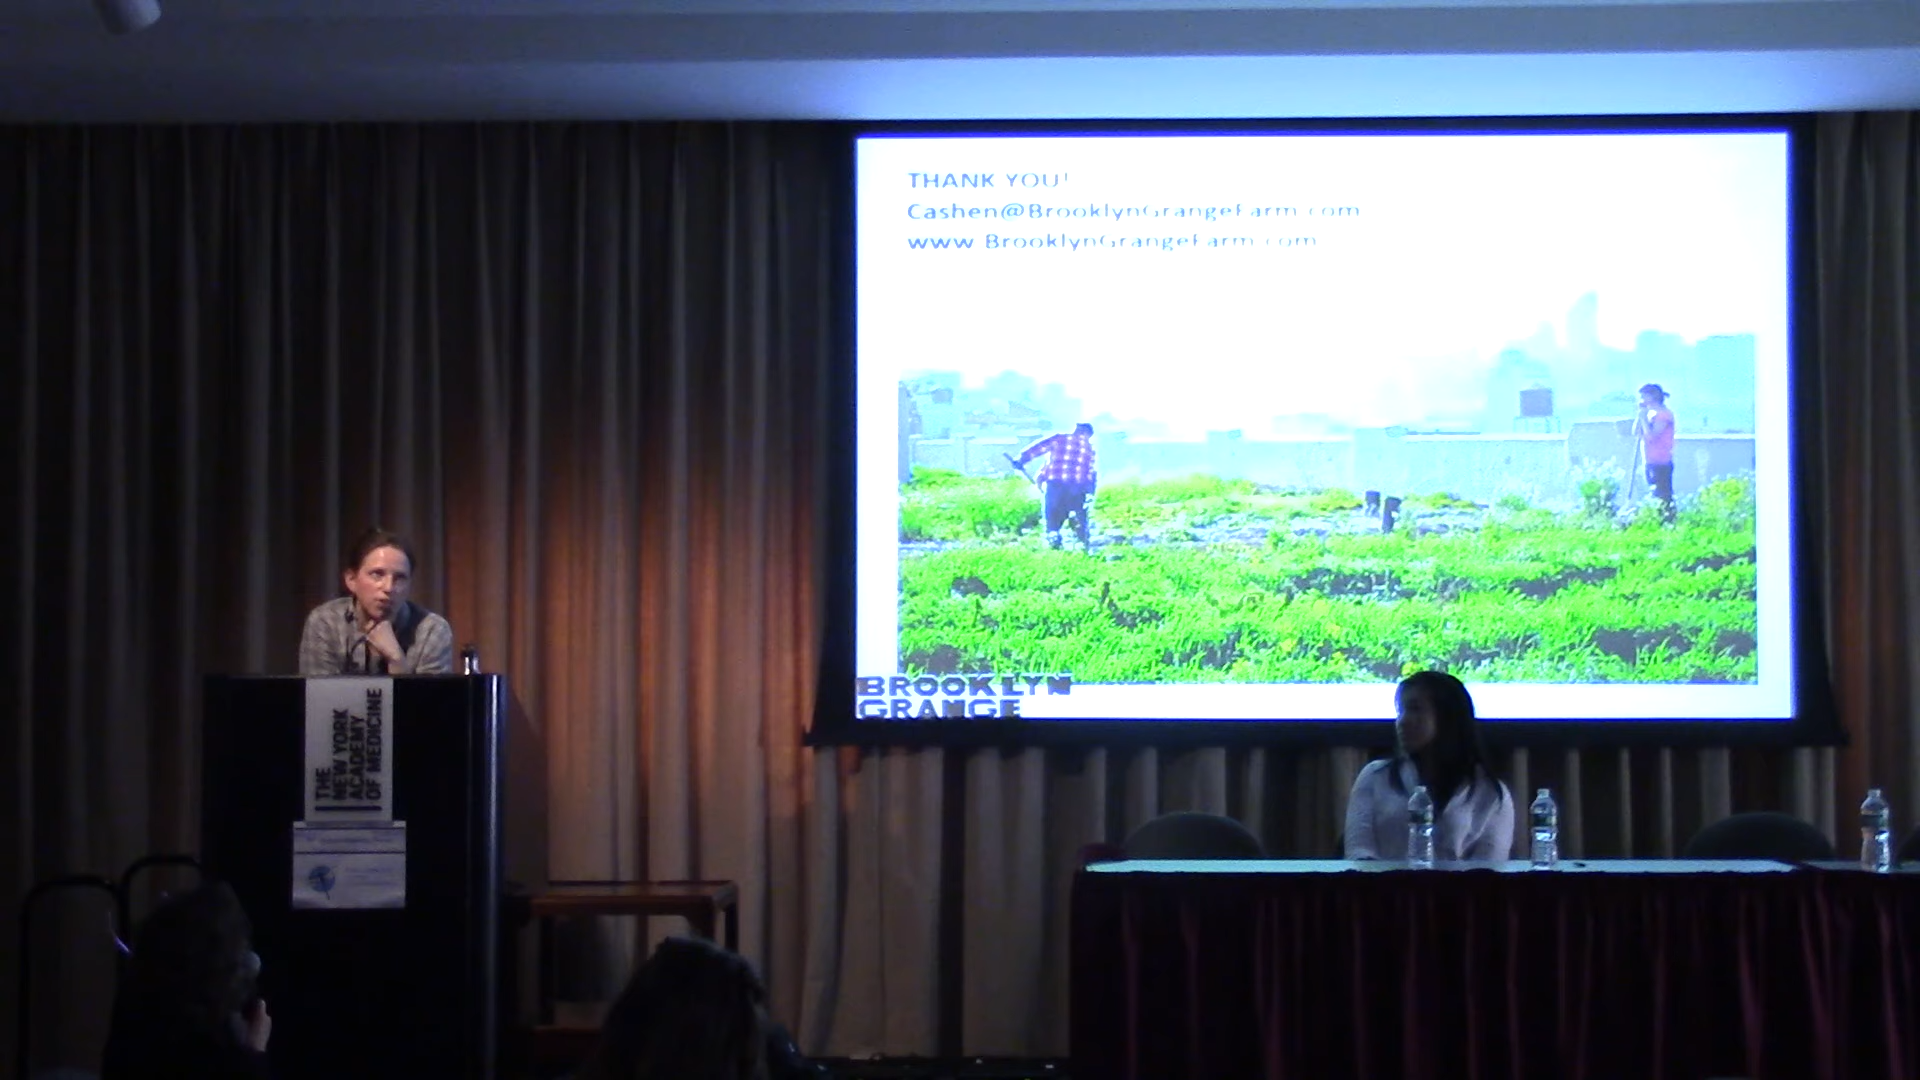 THANK YOU!
Cashen@BrooklynGrangeFarm.com
www.BrooklynGrangeFarm.com
BROOKLYN
GRANGE
THE
NEW YORK
ACADEMY
OF MEDICINE